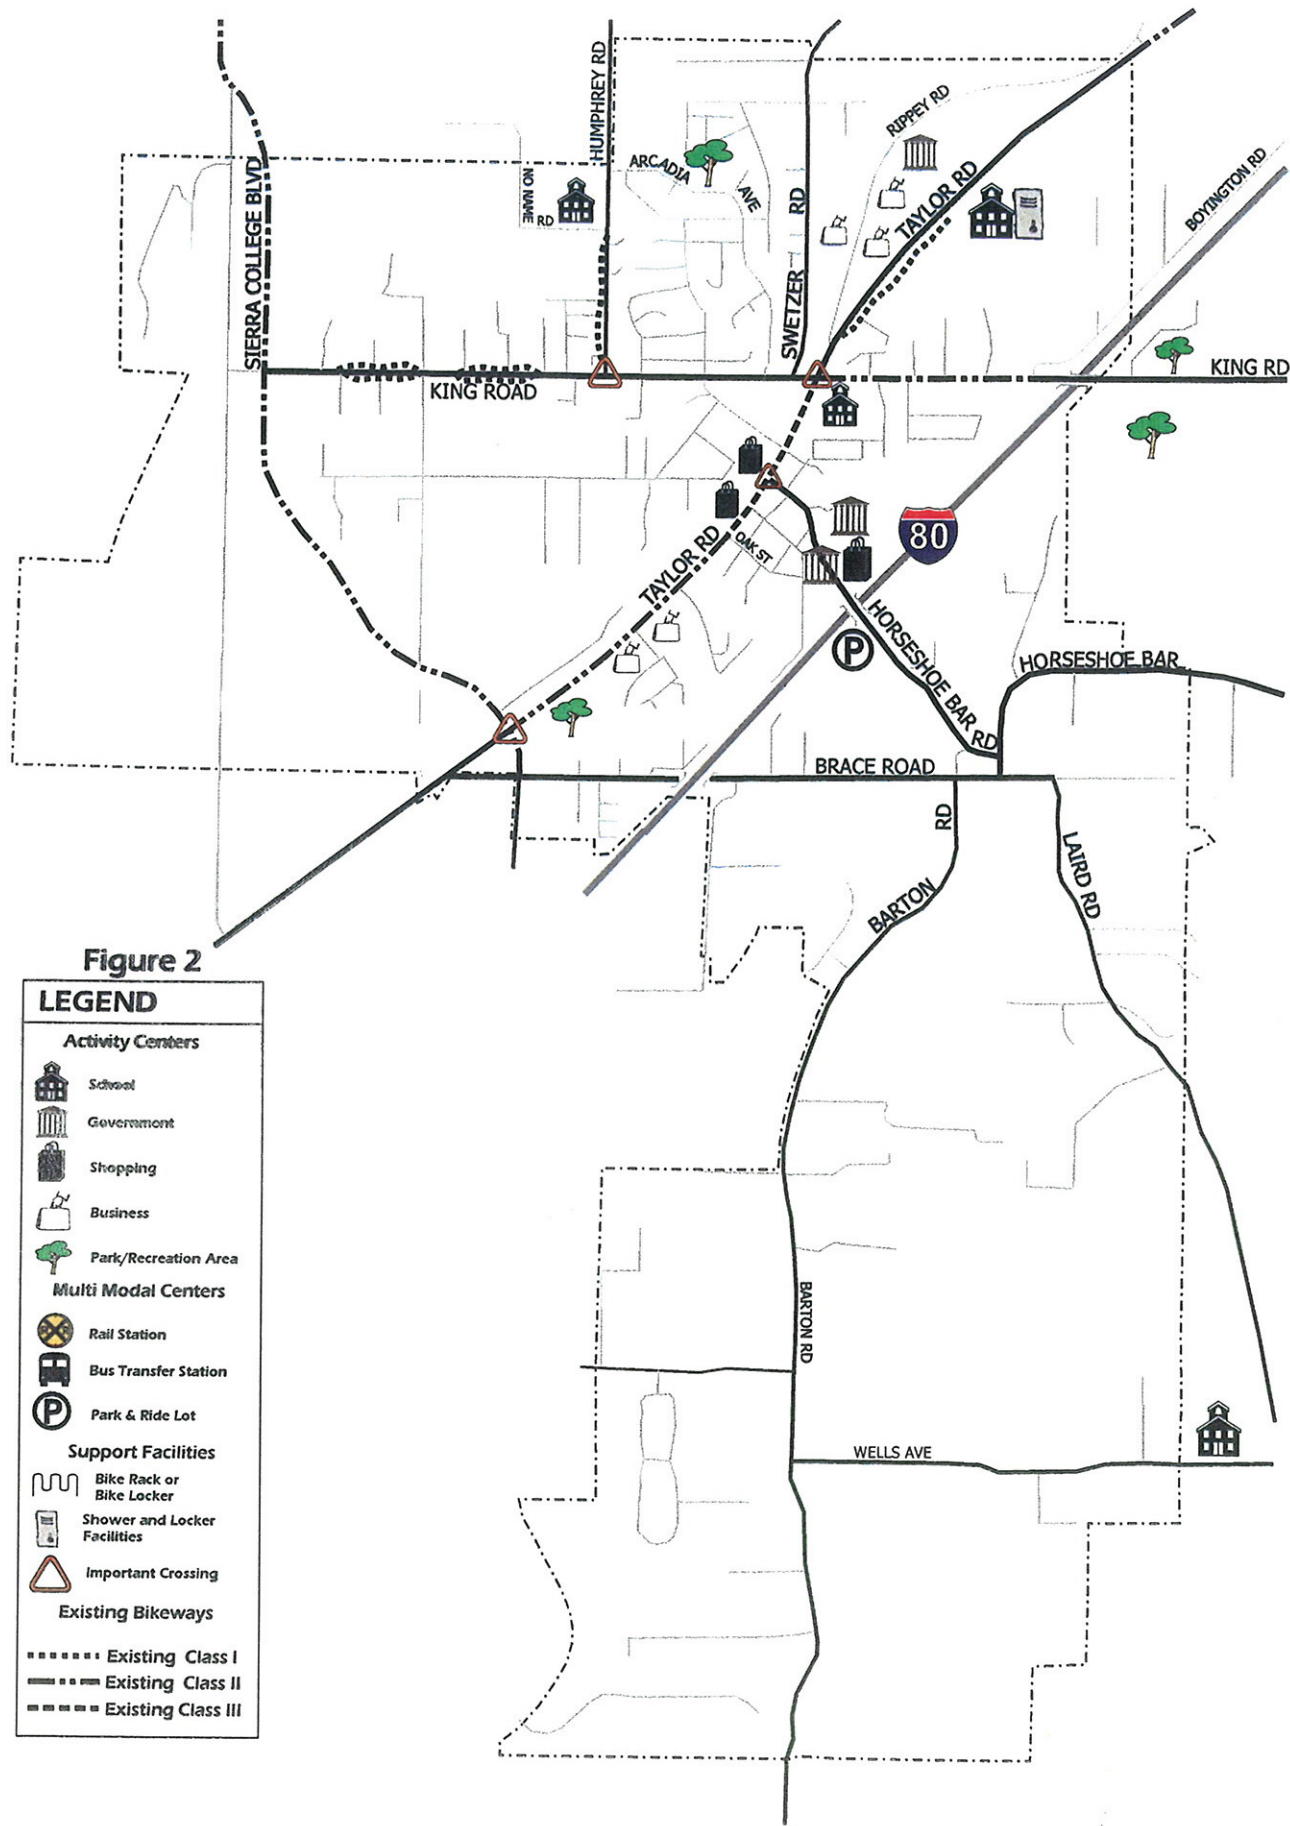 HUMPHREY RD
RIPPEY RD
ARCADIA
AVE
NO NAME
RD
SWETZER RD
TAYLOR RD
BOYINGTON RD
SIERRA COLLEGE BLVD
KING ROAD
KING RD
80
OAK ST
TAYLOR RD
P
HORSESHOE BAR RD
HORSESHOE BAR
BRACE ROAD
BARTON RD
LAIRD RD
BARTON RD
WELLS AVE
Figure 2
LEGEND
Activity Centers
School
Government
Shopping
Business
Park/Recreation Area
Multi Modal Centers
Rail Station
Bus Transfer Station
P
Park & Ride Lot
Support Facilities
Bike Rack or
Bike Locker
Shower and Locker
Facilities
Important Crossing
Existing Bikeways
Existing Class I
Existing Class II
Existing Class III